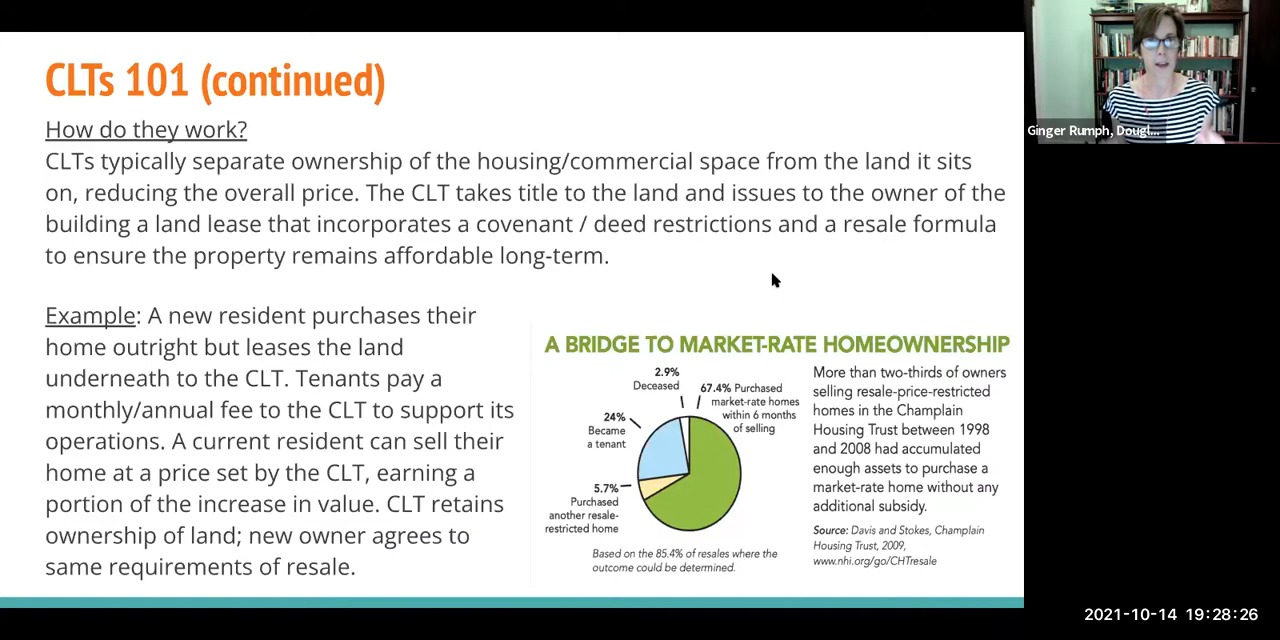 CLTs 101 (continued)
How do they work?
CLTs typically separate ownership of the housing/commercial space from the land it sits
on, reducing the overall price. The CLT takes title to the land and issues to the owner of the
building a land lease that incorporates a covenant / deed restrictions and a resale formula
to ensure the property remains affordable long-term.
Example: A new resident purchases their
home outright but leases the land
underneath to the CLT. Tenants pay a
monthly/annual fee to the CLT to support its
operations. A current resident can sell their
home at a price set by the CLT, earning a
portion of the increase in value. CLT retains
ownership of land; new owner agrees to
same requirements of resale.
A BRIDGE TO MARKET-RATE HOMEOWNERSHIP
2.9%
Deceased
67.4% Purchased
market-rate homes
within 6 months
of selling
24%
Became
a tenant
5.7%
Purchased
another resale-
restricted home
Based on the 85.4% of resales where the
outcome could be determined.
More than two-thirds of owners
selling resale-price-restricted
homes in the Champlain
Housing Trust between 1998
and 2008 had accumulated
enough assets to purchase a
market-rate home without any
additional subsidy.
Source: Davis and Stokes, Champlain
Housing Trust, 2009,
www.nhi.org/go/CHTresale
Ginger Rumph, Dougl...
2021-10-14 19:28:26